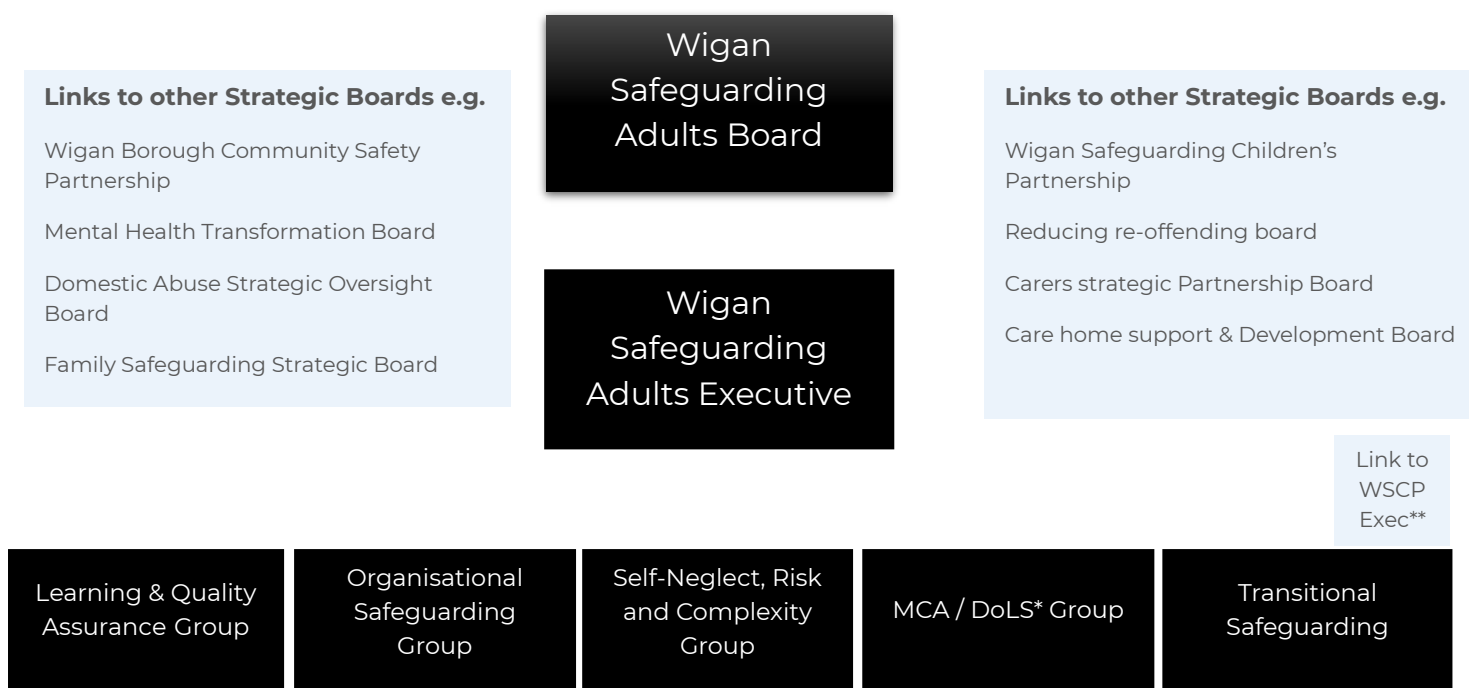 Wigan
Safeguarding
Adults Board
Links to other Strategic Boards e.g.
Wigan Borough Community Safety
Partnership
Mental Health Transformation Board
Domestic Abuse Strategic Oversight
Board
Family Safeguarding Strategic Board
Links to other Strategic Boards e.g.
Wigan Safeguarding Children’s
Partnership
Reducing re-offending board
Carers strategic Partnership Board
Care home support & Development Board
Wigan
Safeguarding
Adults Executive
Link to
WSCP
Exec**
Learning & Quality
Assurance Group
Organisational
Safeguarding
Group
Self-Neglect, Risk
and Complexity
Group
MCA / DoLS* Group
Transitional
Safeguarding